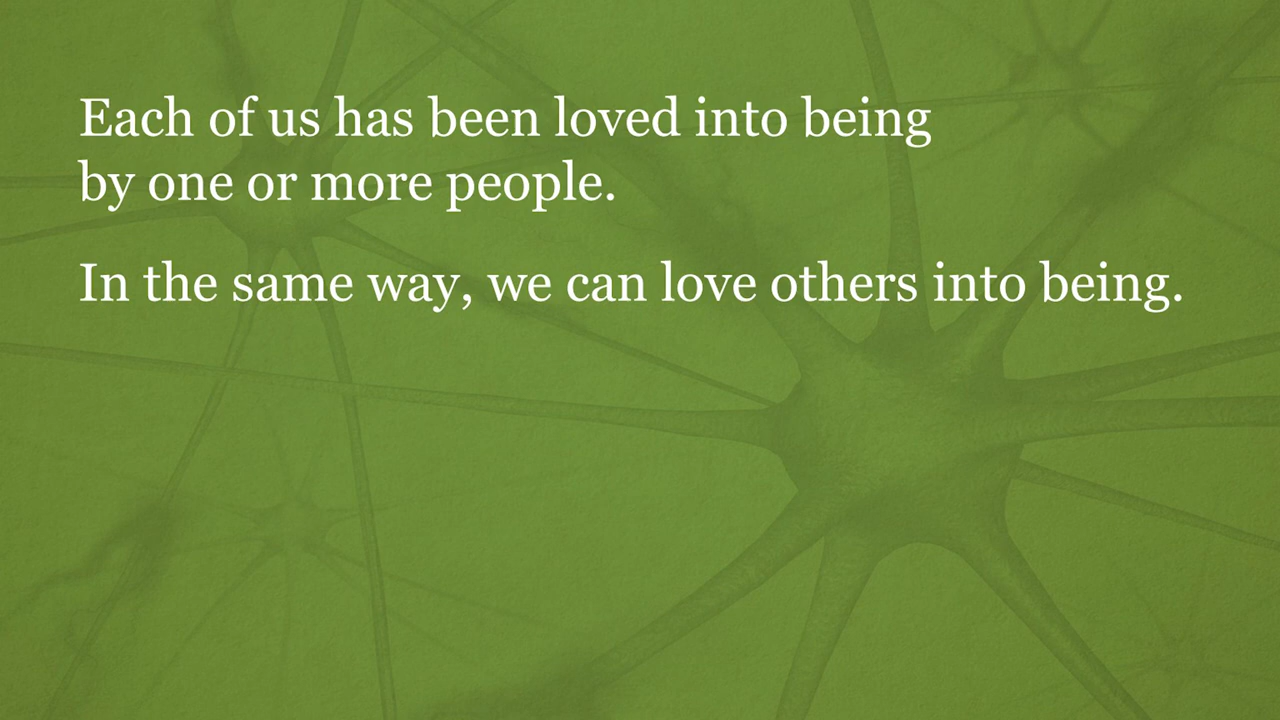 Each of us has been loved into being
by one or more people.
In the same way, we can love others into being.